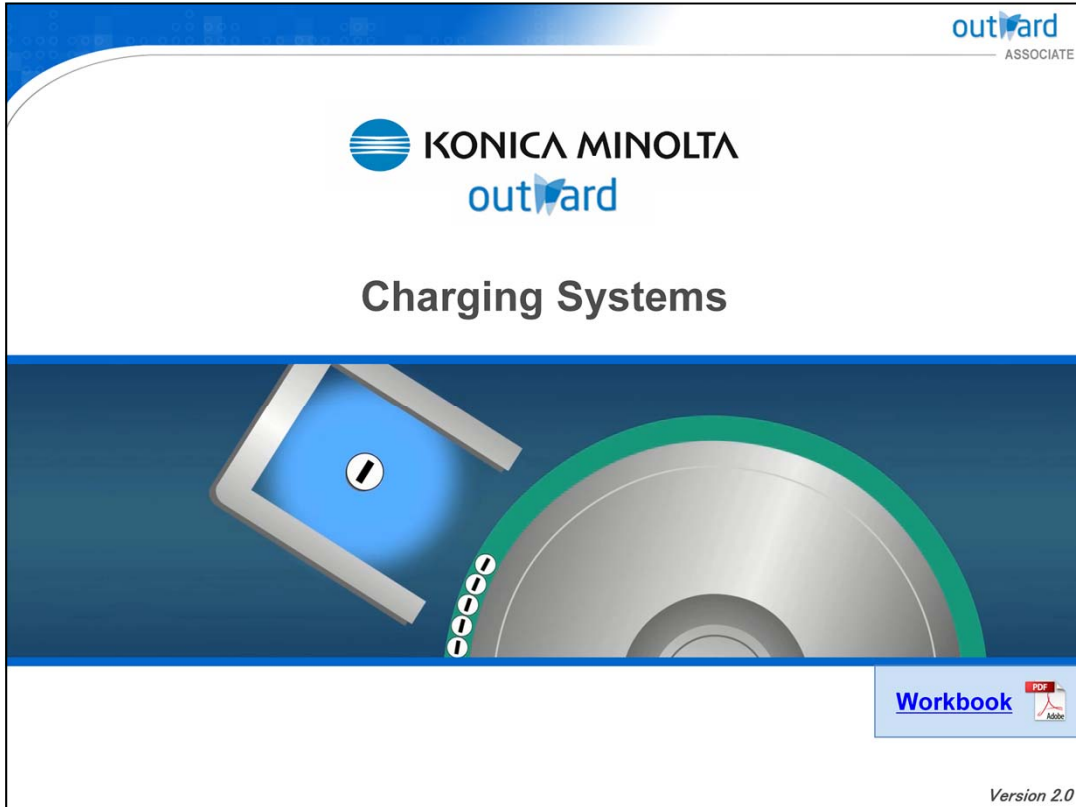 outward
ASSOCIATE
KONICA MINOLTA
outward
Charging Systems
Workbook
PDF
Adobe
Version 2.0